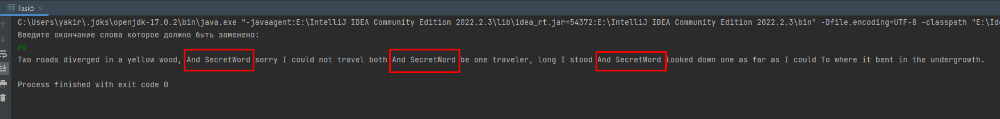 Task5
C:\Users\yakir\.jdks\openjdk-17.0.2\bin\java.exe "-javaagent:E:\IntelliJ IDEA Community Edition 2022.2.3\lib\idea_rt.jar=54372:E:\IntelliJ IDEA Community Edition 2022.2.3\bin" -Dfile.encoding=UTF-8 -classpath "E:\Ide
Введите окончание слова которое должно быть заменено:
nd
Two roads diverged in a yellow wood, And SecretWord sorry I could not travel both And SecretWord be one traveler, long I stood And SecretWord looked down one as far as I could To where it bent in the undergrowth.
Process finished with exit code 0